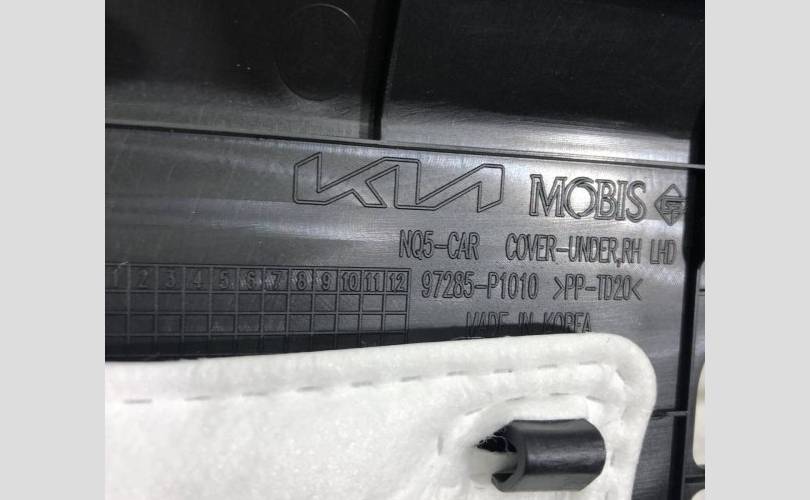 KIA MOBIS
NQ5-CAR COVER-UNDER,RH LHD
1 2 3 4 5 6 7 8 9 10 11 12
97285-P1010 >PP-TD20<
MADE IN KOREA